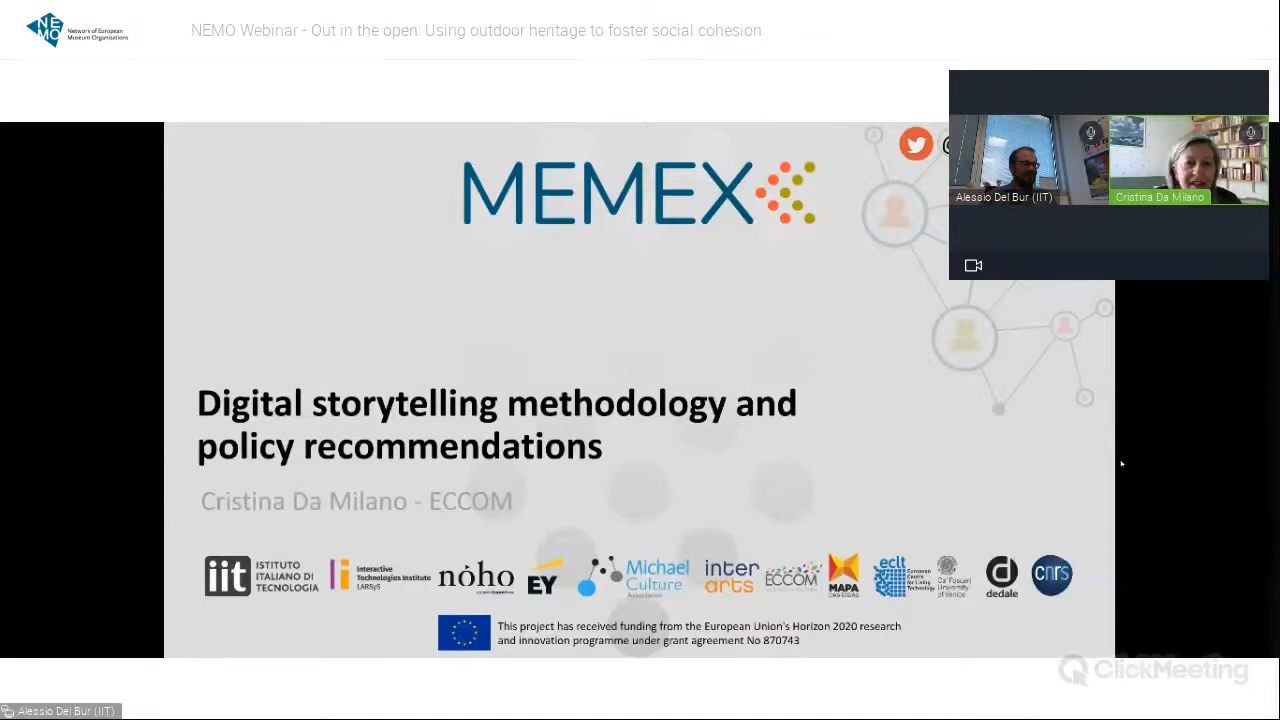 NE
MO
Network of European
Museum Organisations
NEMO Webinar - Out in the open: Using outdoor heritage to foster social cohesion
Alessio Del Bur (IIT)
Cristina Da Milano
MEMEX
Digital storytelling methodology and
policy recommendations
Cristina Da Milano - ECCOM
iit
ISTITUTO
ITALIANO DI
TECNOLOGIA
Interactive
Technologies Institute
LARSyS
nóho
EY
Michael
Culture
Association
inter
arts
ECCOM
MAPA
DAS IDEIAS
eclt
European
Centre
for Living
Technology
Ca' Foscari
University
of Venice
dedale
cnrs
This project has received funding from the European Union's Horizon 2020 research
and innovation programme under grant agreement No 870743
ClickMeeting
Alessio Del Bur (IIT)